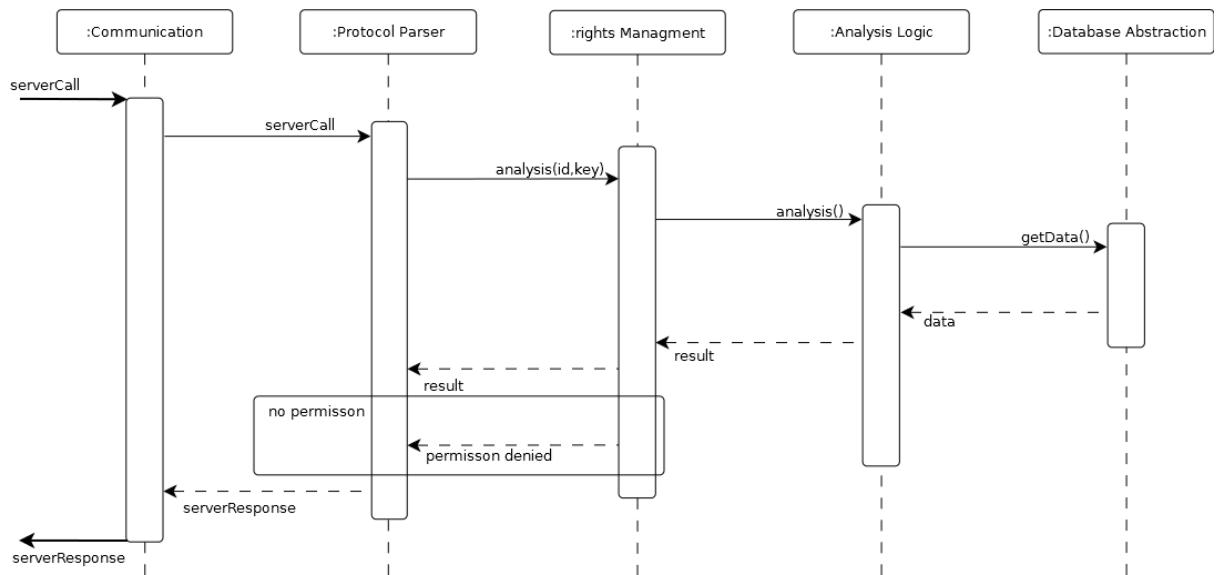 :Communication
:Protocol Parser
:rights Managment
:Analysis Logic
:Database Abstraction
serverCall
serverCall
analysis(id,key)
analysis()
getData()
data
result
result
no permisson
permisson denied
serverResponse
serverResponse